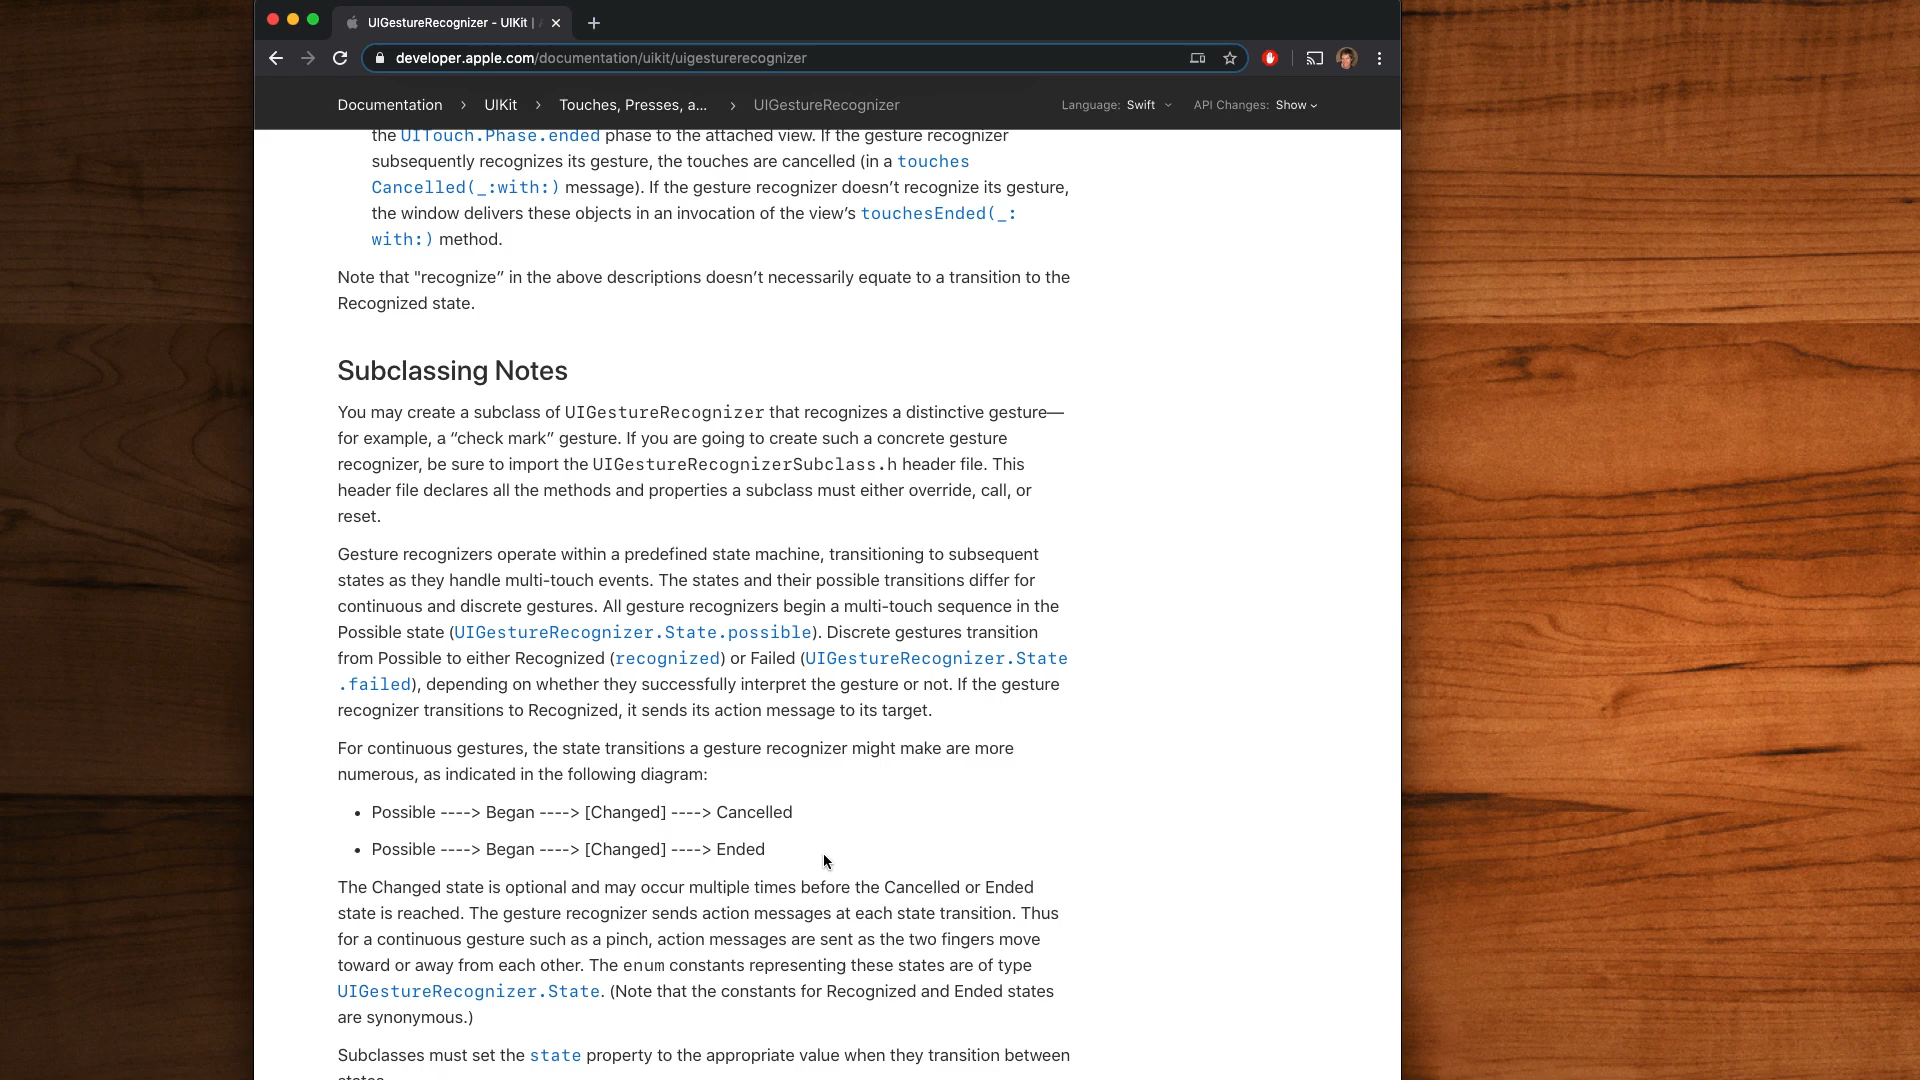 UIGestureRecognizer - UIKit |
developer.apple.com/documentation/uikit/uigesturerecognizer
Documentation > UIKit > Touches, Presses, a... > UIGestureRecognizer Language: Swift API Changes: Show
the UITouch.Phase.ended phase to the attached view. If the gesture recognizer
subsequently recognizes its gesture, the touches are cancelled (in a touches
Cancelled(_:with:) message). If the gesture recognizer doesn’t recognize its gesture,
the window delivers these objects in an invocation of the view’s touchesEnded(_:
with:) method.
Note that "recognize” in the above descriptions doesn’t necessarily equate to a transition to the
Recognized state.
Subclassing Notes
You may create a subclass of UIGestureRecognizer that recognizes a distinctive gesture—
for example, a “check mark” gesture. If you are going to create such a concrete gesture
recognizer, be sure to import the UIGestureRecognizerSubclass.h header file. This
header file declares all the methods and properties a subclass must either override, call, or
reset.
Gesture recognizers operate within a predefined state machine, transitioning to subsequent
states as they handle multi-touch events. The states and their possible transitions differ for
continuous and discrete gestures. All gesture recognizers begin a multi-touch sequence in the
Possible state (UIGestureRecognizer.State.possible). Discrete gestures transition
from Possible to either Recognized (recognized) or Failed (UIGestureRecognizer.State
.failed), depending on whether they successfully interpret the gesture or not. If the gesture
recognizer transitions to Recognized, it sends its action message to its target.
For continuous gestures, the state transitions a gesture recognizer might make are more
numerous, as indicated in the following diagram:
• Possible ----> Began ----> [Changed] ----> Cancelled
• Possible ----> Began ----> [Changed] ----> Ended
The Changed state is optional and may occur multiple times before the Cancelled or Ended
state is reached. The gesture recognizer sends action messages at each state transition. Thus
for a continuous gesture such as a pinch, action messages are sent as the two fingers move
toward or away from each other. The enum constants representing these states are of type
UIGestureRecognizer.State. (Note that the constants for Recognized and Ended states
are synonymous.)
Subclasses must set the state property to the appropriate value when they transition between
states.